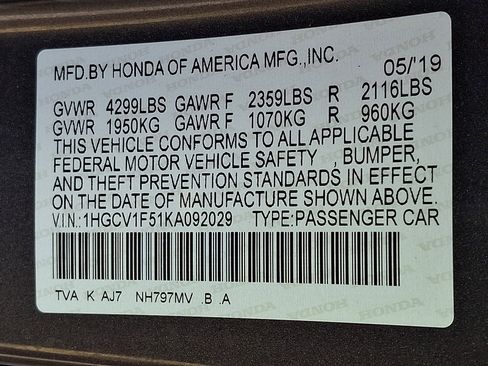 MFD.BY HONDA OF AMERICA MFG.,INC. 05/'19
GVWR 4299LBS GAWR F 2359LBS R 2116LBS
GVWR 1950KG GAWR F 1070KG R 960KG
THIS VEHICLE CONFORMS TO ALL APPLICABLE
FEDERAL MOTOR VEHICLE SAFETY , BUMPER,
AND THEFT PREVENTION STANDARDS IN EFFECT
ON THE DATE OF MANUFACTURE SHOWN ABOVE.
V.I.N.:1HGCV1F51KA092029 TYPE:PASSENGER CAR
TVA K AJ7 NH797MV .B .A
HONDA HONDA